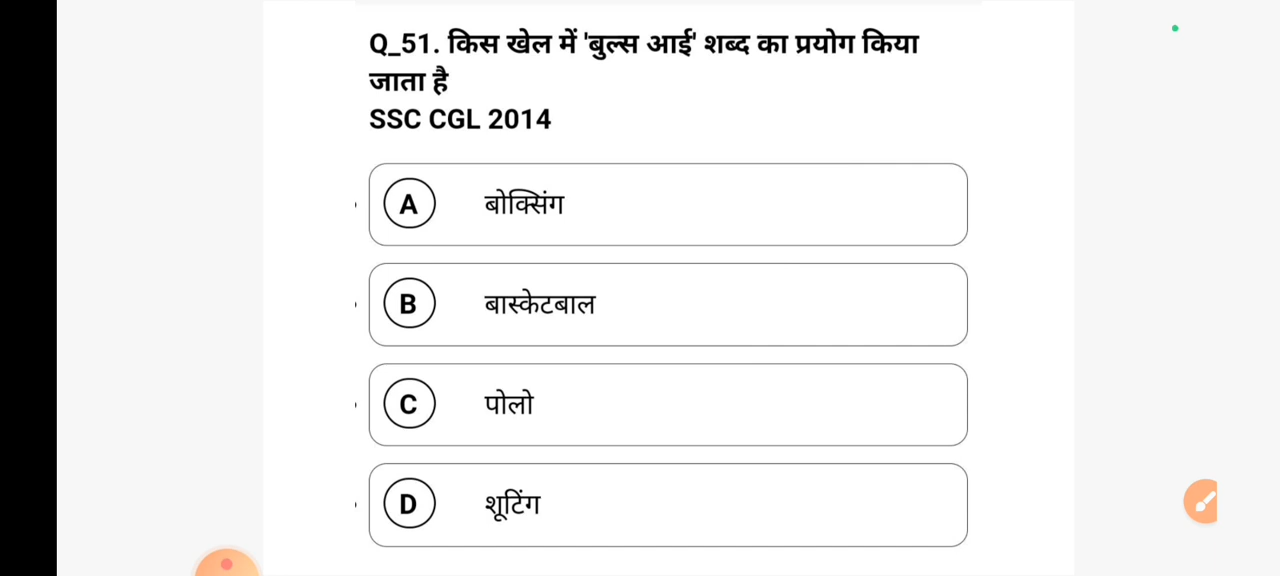 Q_51. किस खेल में 'बुल्स आई' शब्द का प्रयोग किया
जाता है
SSC CGL 2014
A बोक्सिंग
B बास्केटबाल
C पोलो
D शूटिंग